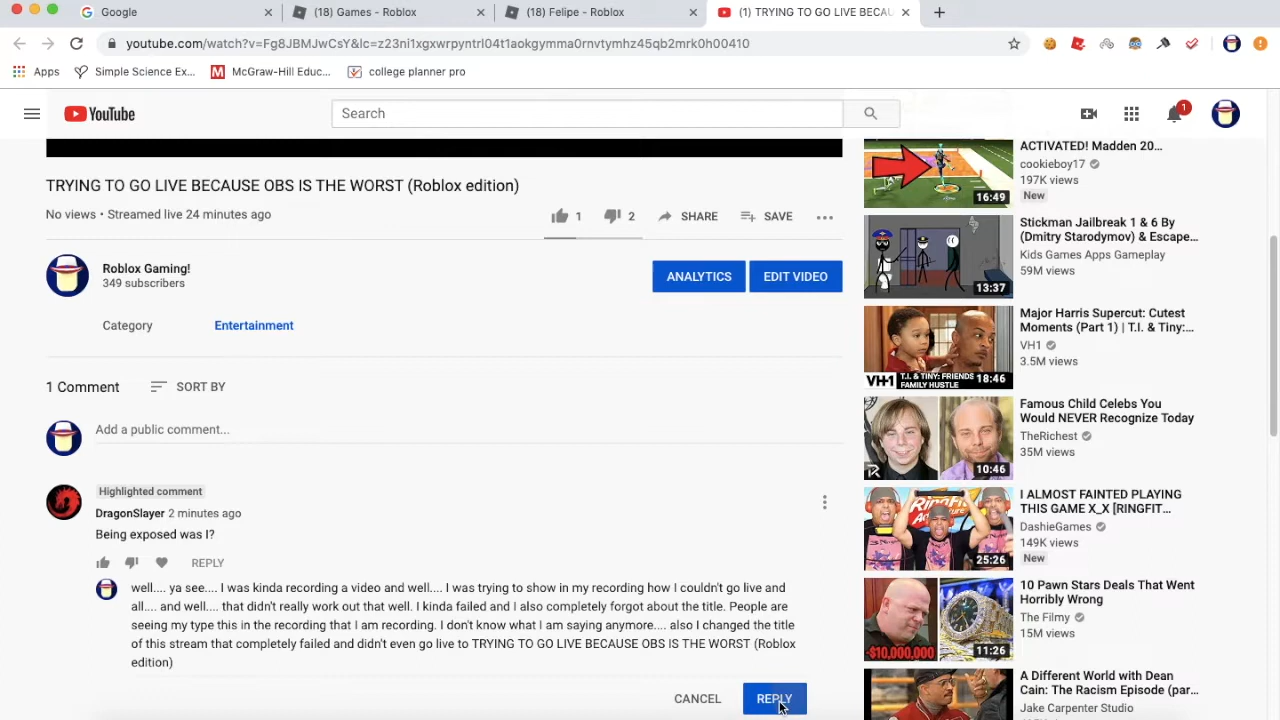 Google
(18) Games - Roblox
(18) Felipe - Roblox
(1) TRYING TO GO LIVE BECAU
youtube.com/watch?v=Fg8JBMJwCsY&lc=z23ni1xgxwrpyntrl04t1aokgymma0rnvtymhz45qb2mrk0h00410
Apps
Simple Science Ex...
McGraw-Hill Educ...
college planner pro
YouTube
Search
1
TRYING TO GO LIVE BECAUSE OBS IS THE WORST (Roblox edition)
No views • Streamed live 24 minutes ago
1
2
SHARE
SAVE
Roblox Gaming!
349 subscribers
ANALYTICS
EDIT VIDEO
Category
Entertainment
1 Comment
SORT BY
Add a public comment...
Highlighted comment
DragonSlayer 2 minutes ago
Being exposed was I?
REPLY
well.... ya see.... I was kinda recording a video and well.... I was trying to show in my recording how I couldn't go live and
all.... and well.... that didn't really work out that well. I kinda failed and I also completely forgot about the title. People are
seeing my type this in the recording that I am recording. I don't know what I am saying anymore.... also I changed the title
of this stream that completely failed and didn't even go live to TRYING TO GO LIVE BECAUSE OBS IS THE WORST (Roblox
edition)
CANCEL
REPLY
ACTIVATED! Madden 20...
cookieboy17
197K views
New
16:49
Stickman Jailbreak 1 & 6 By
(Dmitry Starodymov) & Escape...
Kids Games Apps Gameplay
59M views
13:37
Major Harris Supercut: Cutest
Moments (Part 1) | T.I. & Tiny:...
VH1
3.5M views
VH1
T.I. & TINY: FRIENDS
FAMILY HUSTLE
18:46
Famous Child Celebs You
Would NEVER Recognize Today
TheRichest
35M views
10:46
I ALMOST FAINTED PLAYING
THIS GAME X_X [RINGFIT...
DashieGames
149K views
New
25:26
10 Pawn Stars Deals That Went
Horribly Wrong
The Filmy
15M views
-$10,000,000
11:26
A Different World with Dean
Cain: The Racism Episode (par...
Jake Carpenter Studio